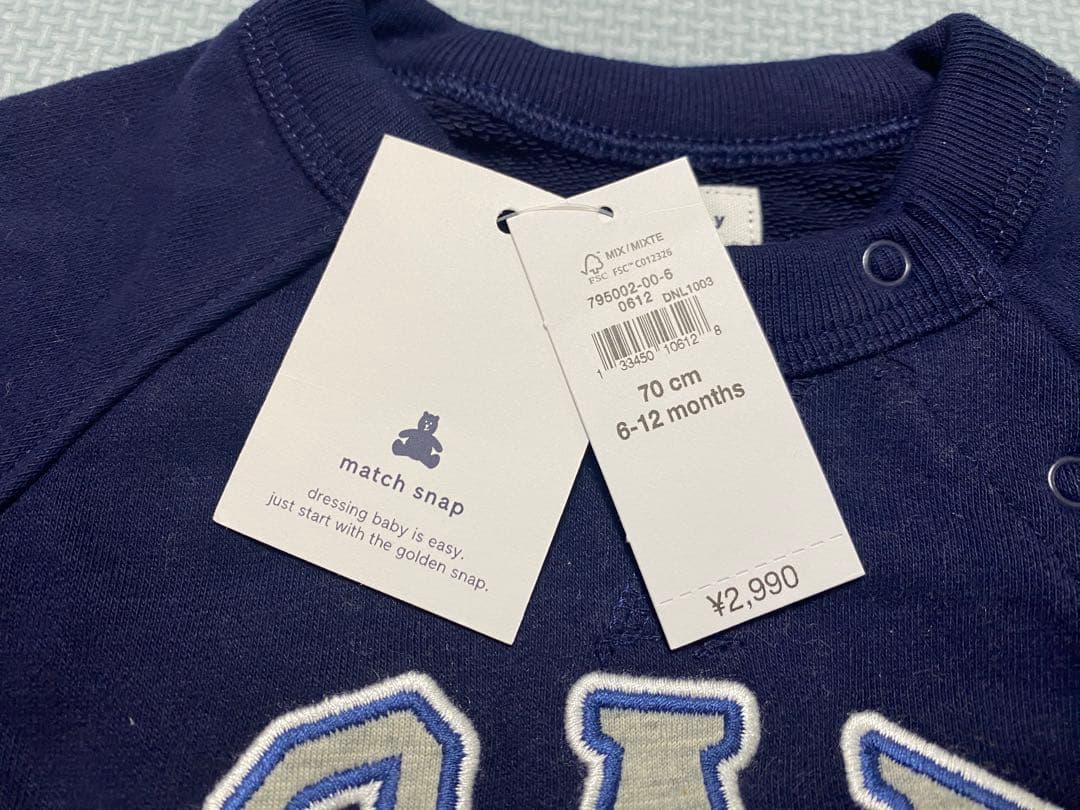 match snap
dressing baby is easy.
just start with the golden snap.
MIX/MIXTE
FSC FSC™ C012326
795002-00-6
0612 DNL1003
1 33450 10612 8
70 cm
6-12 months
¥2,990
y